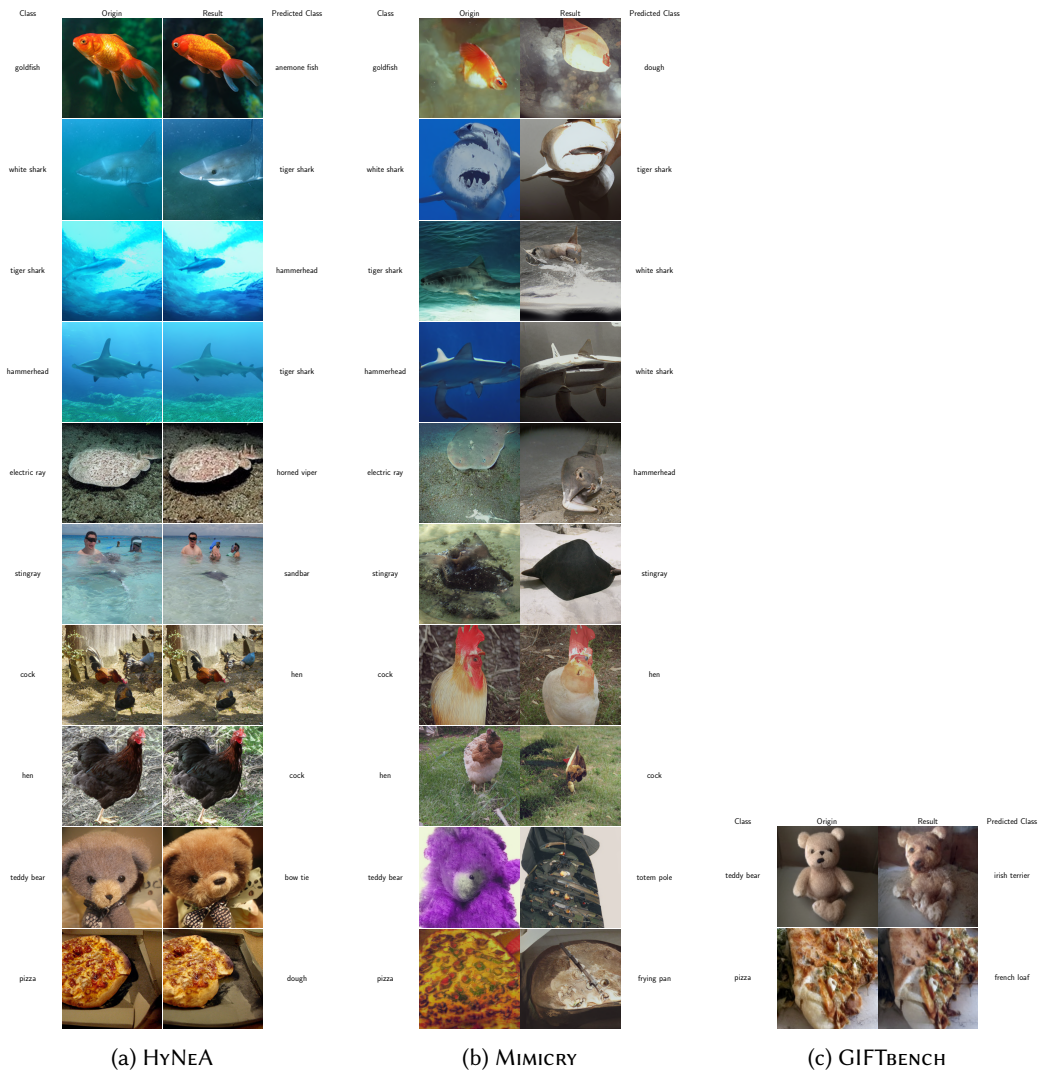 Class Origin Result Predicted Class
goldfish anemone fish
white shark tiger shark
tiger shark hammerhead
hammerhead tiger shark
electric ray horned viper
stingray sandbar
cock hen
hen cock
teddy bear bow tie
pizza dough
(a) HyNeA
Class Origin Result Predicted Class
goldfish dough
white shark tiger shark
tiger shark white shark
hammerhead white shark
electric ray hammerhead
stingray stingray
cock hen
hen cock
teddy bear totem pole
pizza frying pan
(b) Mimicry
Class Origin Result Predicted Class
teddy bear irish terrier
pizza french loaf
(c) GIFTbench